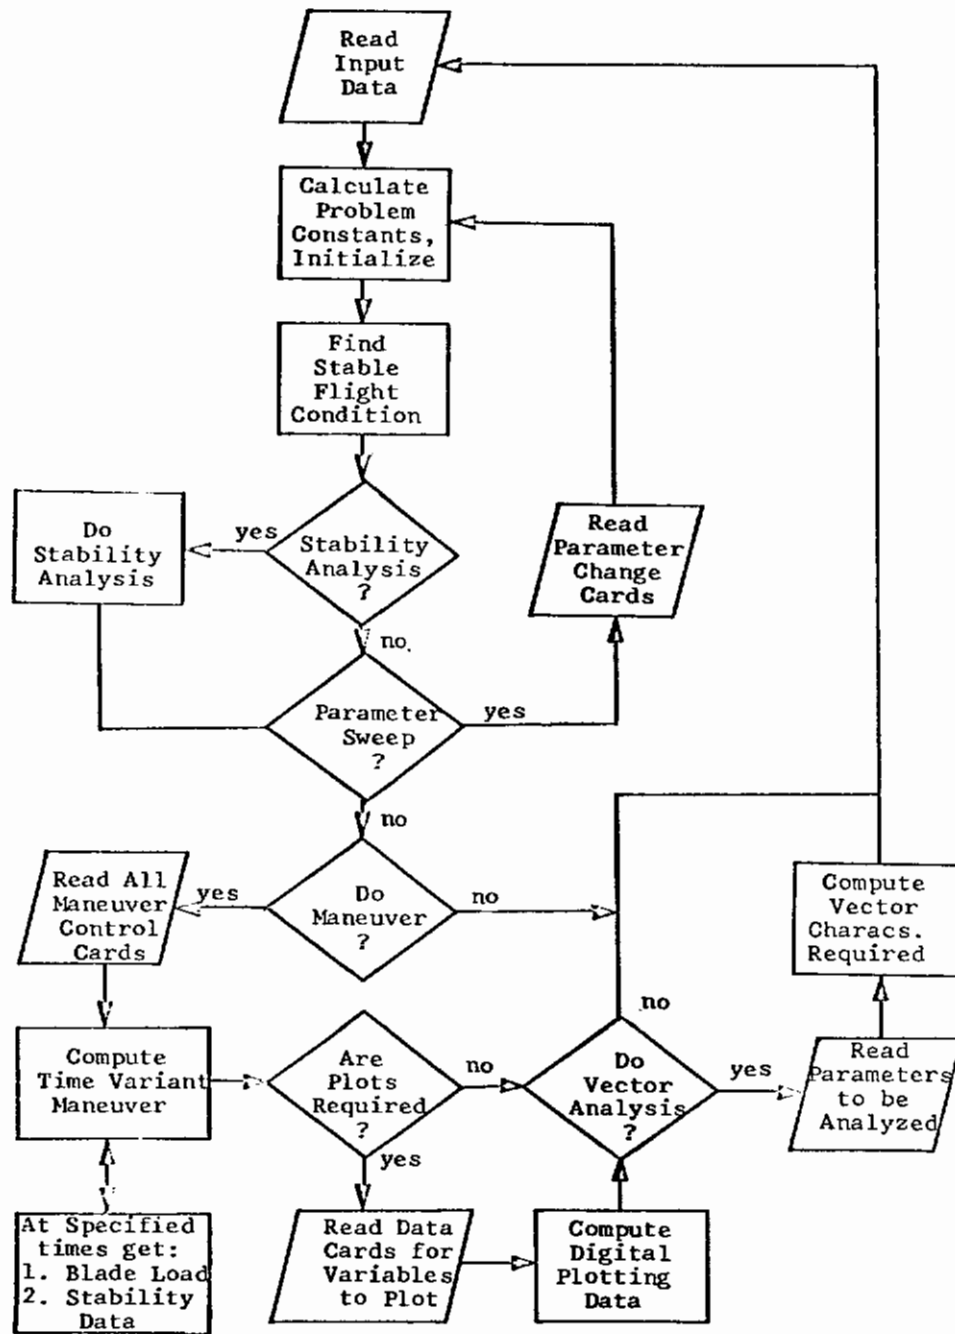 Read
Input
Data
Calculate
Problem
Constants,
Initialize
Find
Stable
Flight
Condition
Do
Stability
Analysis
yes
Stability
Analysis
?
no.
Read
Parameter
Change
Cards
Parameter
Sweep
?
yes
no
Read All
Maneuver
Control
Cards
yes
Do
Maneuver
?
no
Compute
Vector
Characs.
Required
no
Compute
Time Variant
Maneuver
Are
Plots
Required
?
no
yes
Do
Vector
Analysis
?
yes
Read
Parameters
to be
Analyzed
At Specified
times get:
1. Blade Load
2. Stability
Data
Read Data
Cards for
Variables
to Plot
Compute
Digital
Plotting
Data